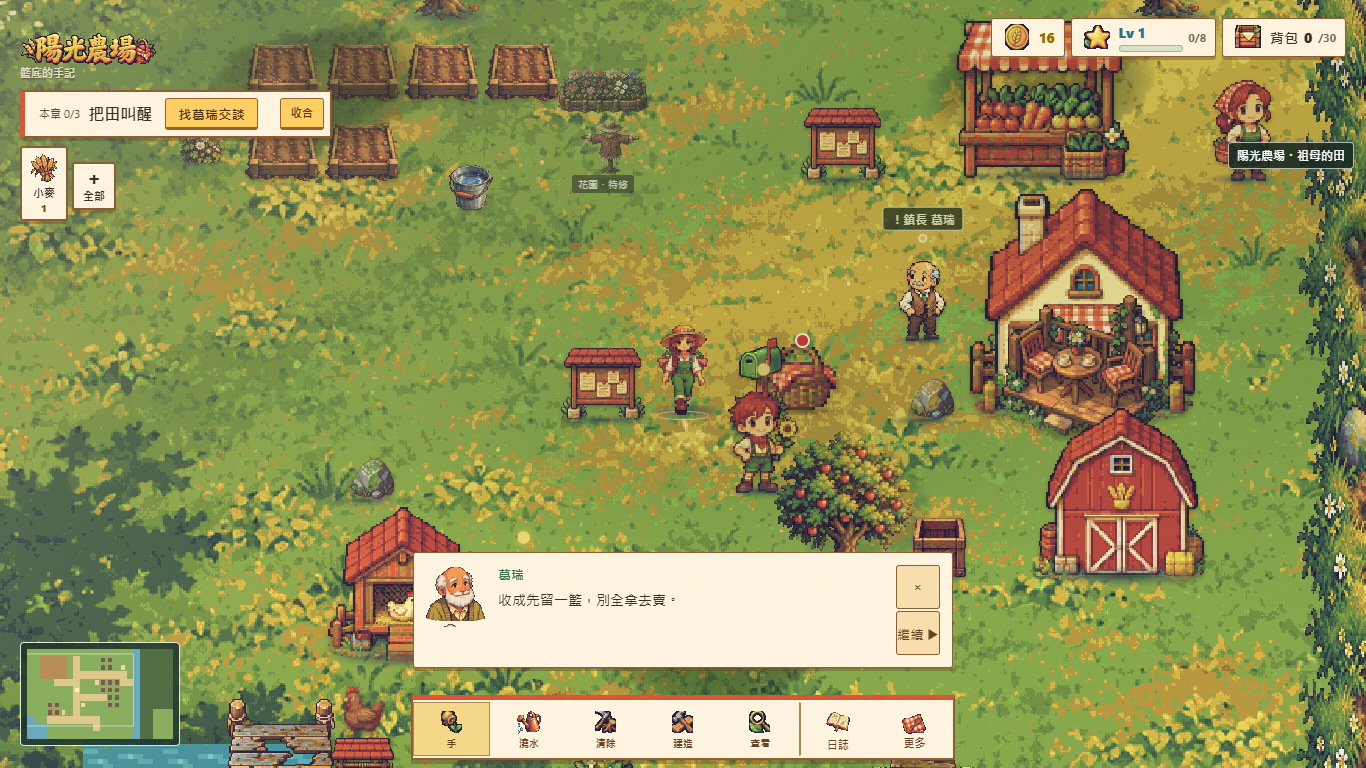 陽光農場
籃底的手記
16
Lv 1
0/8
背包 0 /30
本章 0/3 把田叫醒 找葛瑞交談 收合
小麥
1
+
全部
花圃・待修
陽光農場・祖母的田
！鎮長 葛瑞
葛瑞
收成先留一籃，別全拿去賣。
×
繼續 ▶
手
澆水
清除
建造
查看
日誌
更多